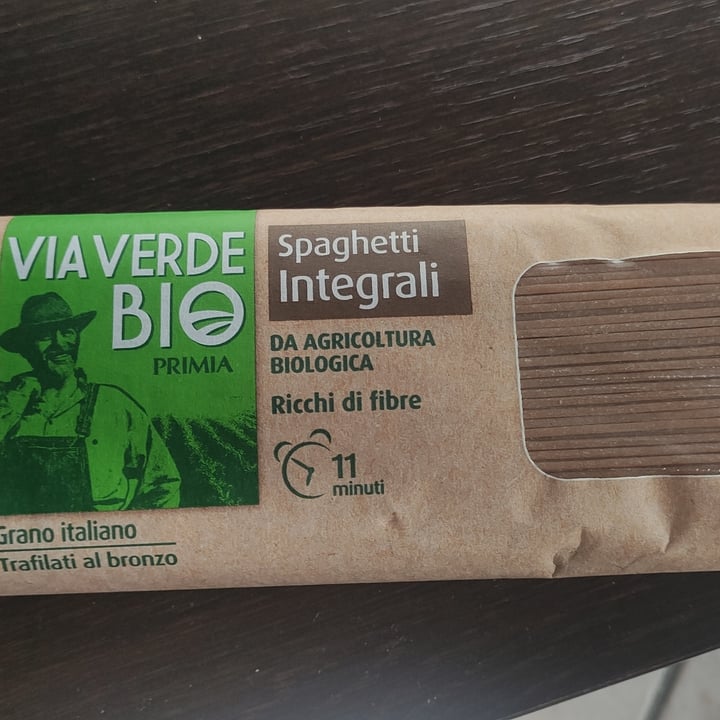 VIA VERDE
BIO
PRIMIA
Spaghetti
Integrali
DA AGRICOLTURA
BIOLOGICA
Ricchi di fibre
11
minuti
Grano italiano
Trafilati al bronzo